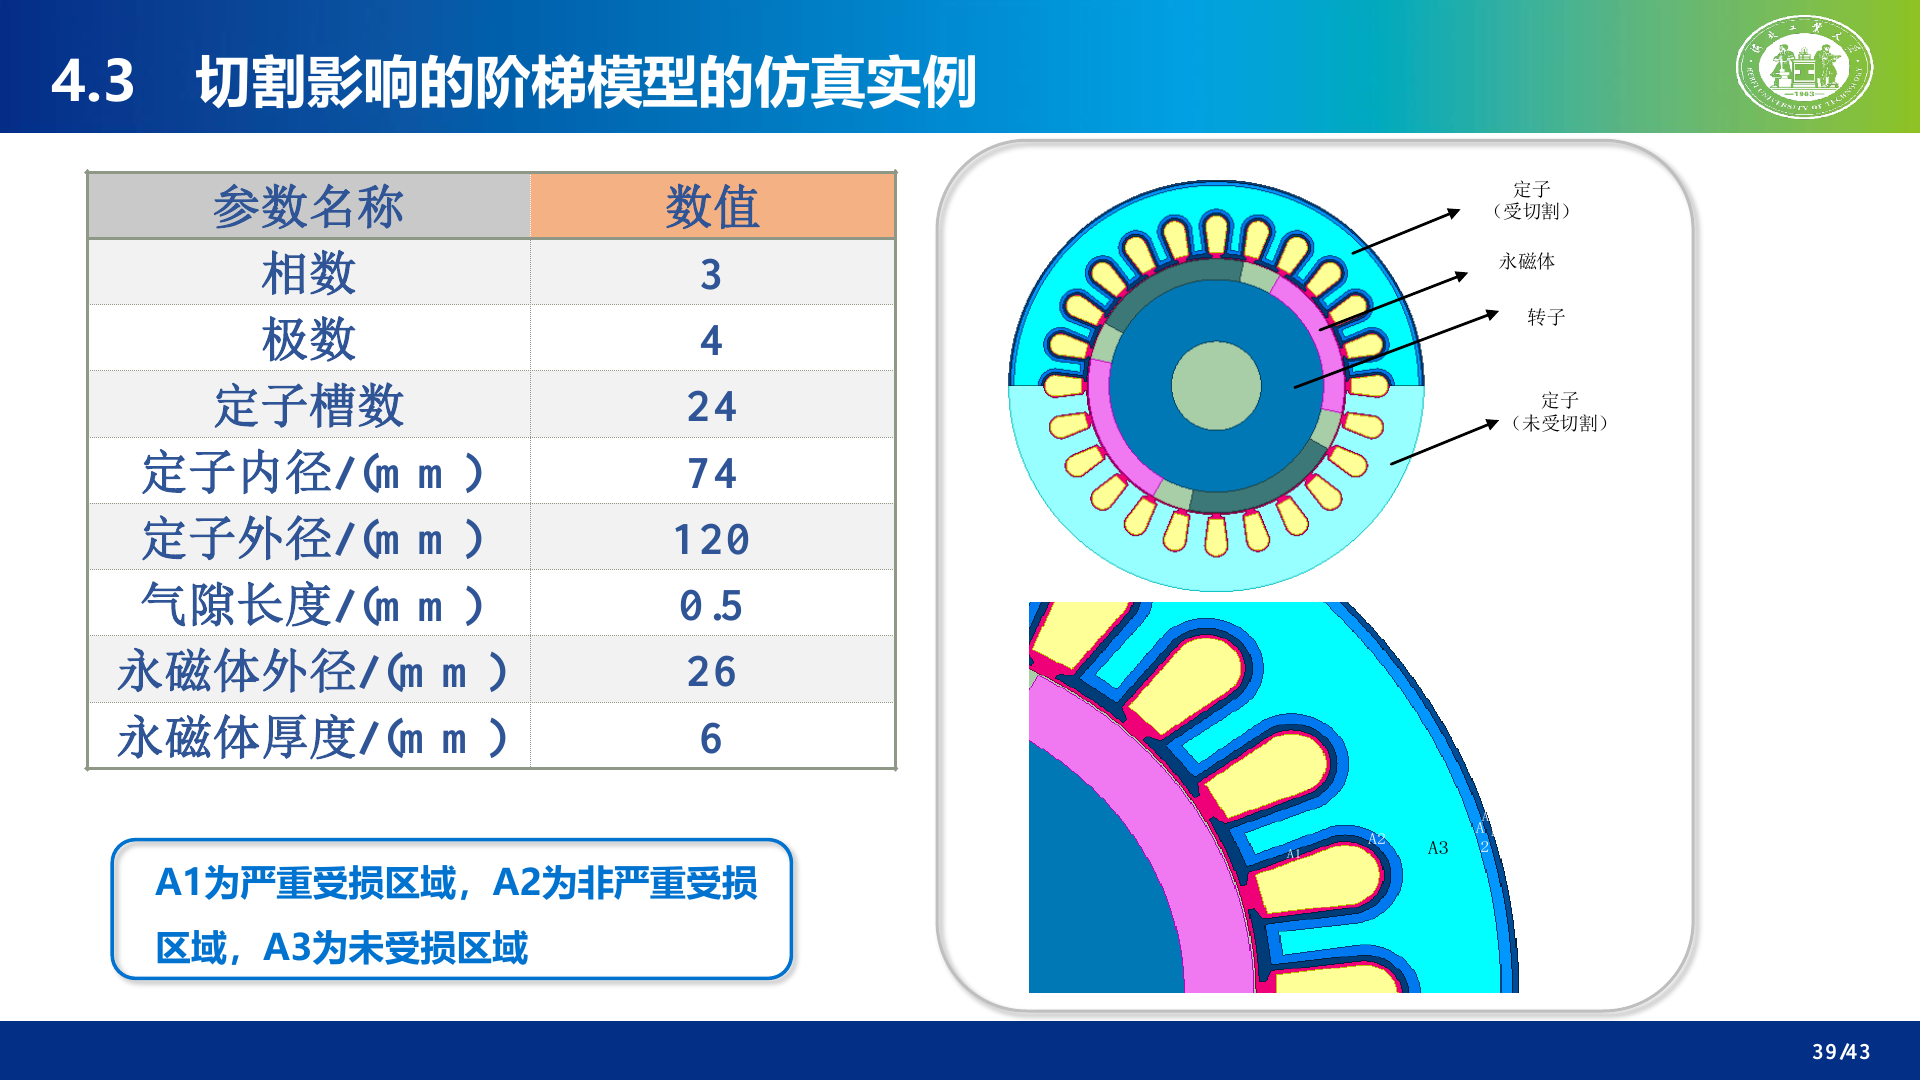 4.3 切割影响的阶梯模型的仿真实例
参数名称 数值
相数 3
极数 4
定子槽数 24
定子内径/(mm) 74
定子外径/(mm) 120
气隙长度/(mm) 0.5
永磁体外径/(mm) 26
永磁体厚度/(mm) 6
A1为严重受损区域，A2为非严重受损
区域，A3为未受损区域
定子
（受切割）
永磁体
转子
定子
（未受切割）
A1
A2
A3
A
A
2
39/43